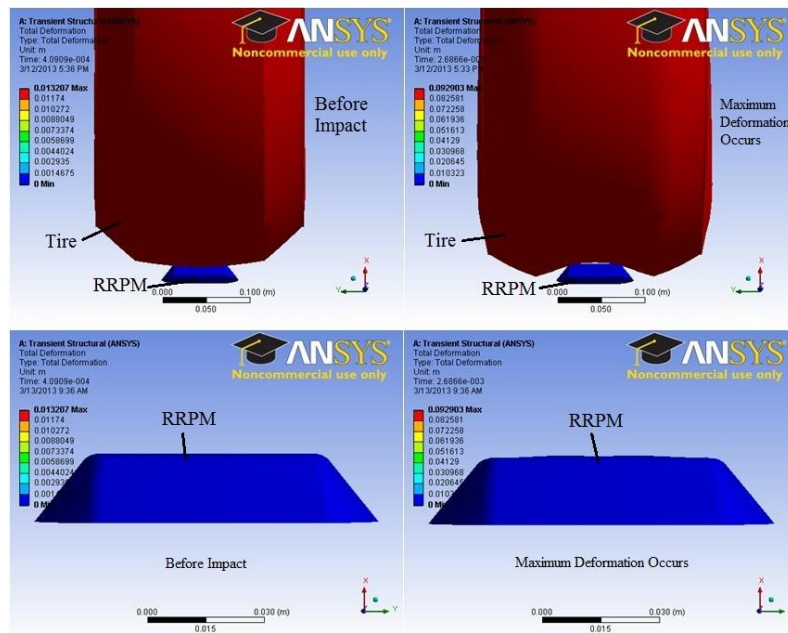 A: Transient Structural (ANSYS)
Total Deformation
Type: Total Deformation
Unit: m
Time: 4.0909e-004
3/12/2013 5:36 PM
0.013207 Max
0.01174
0.010272
0.0088049
0.0073374
0.0058699
0.0044024
0.002935
0.0014675
0 Min
ANSYS
Noncommercial use only
Before
Impact
Tire
RRPM
0.000
0.100 (m)
0.050
X
Y
A: Transient Structural (ANSYS)
Total Deformation
Type: Total Deformation
Unit: m
Time: 2.6866e-00
3/12/2013 5:33 PM
0.092903 Max
0.082581
0.072258
0.061936
0.051613
0.04129
0.030968
0.020645
0.010323
0 Min
ANSYS
Noncommercial use only
Maximum
Deformation
Occurs
Tire
RRPM
0.000
0.100 (m)
0.050
X
Y
A: Transient Structural (ANSYS)
Total Deformation
Type: Total Deformation
Unit: m
Time: 4.0909e-004
3/13/2013 9:36 AM
0.013207 Max
0.01174
0.010272
0.0088049
0.0073374
0.0058699
0.0044024
0.00293
0.001
0 M
ANSYS
Noncommercial use only
RRPM
Before Impact
0.000
0.030 (m)
0.015
X
Y
A: Transient Structural (ANSYS)
Total Deformation
Type: Total Deformation
Unit: m
Time: 2.6866e-003
3/13/2013 9:36 AM
0.092903 Max
0.082581
0.072258
0.061936
0.051613
0.04129
0.030968
0.020645
0.010
0 M
ANSYS
Noncommercial use only
RRPM
Maximum Deformation Occurs
0.000
0.030 (m)
0.015
X
Y